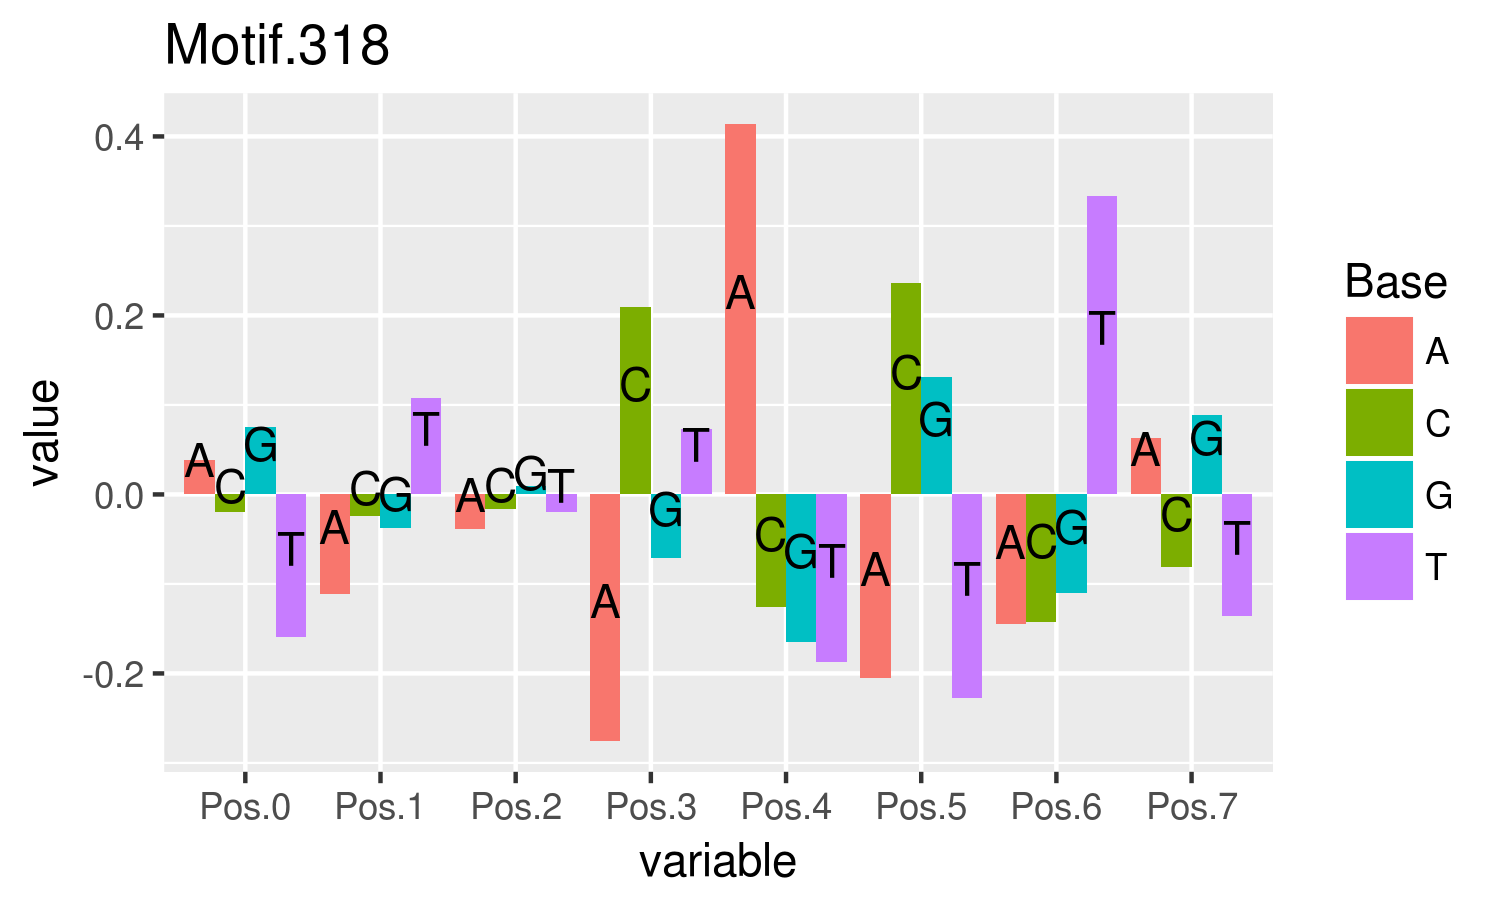 Motif.318
value
0.4
0.2
0.0
-0.2
A C G T A C G T A C G T A C G T A C G T A C G T A C G T A C G T
Pos.0 Pos.1 Pos.2 Pos.3 Pos.4 Pos.5 Pos.6 Pos.7
variable
Base
A
C
G
T